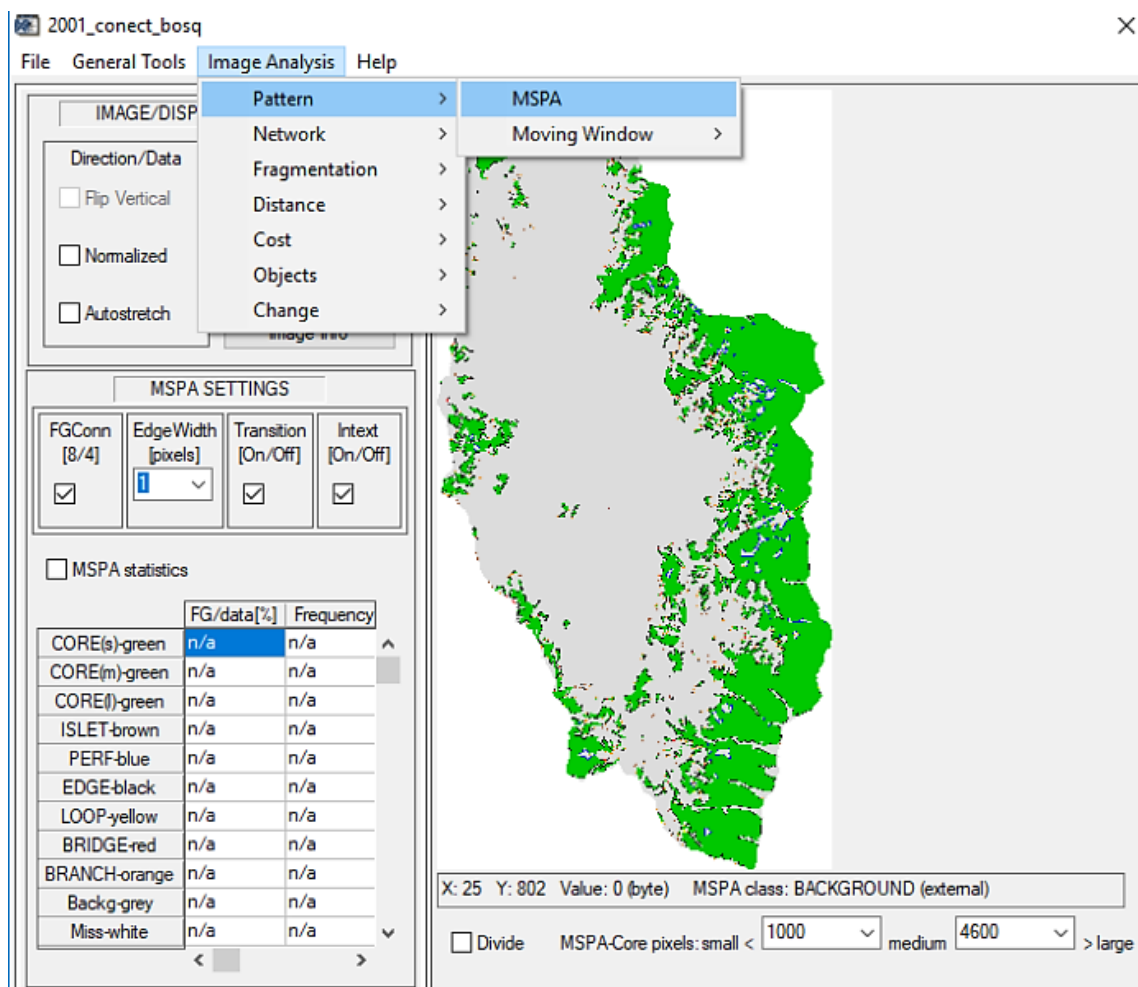 2001_conect_bosq
File General Tools Image Analysis Help
IMAGE/DISP
Direction/Data
Flip Vertical
Normalized
Autostretch
Image Info
Pattern
Network
Fragmentation
Distance
Cost
Objects
Change
MSPA
Moving Window
MSPA SETTINGS
FGConn
[8/4]
EdgeWidth
[pixels]
1
Transition
[On/Off]
Intext
[On/Off]
MSPA statistics
FG/data[%] Frequency
CORE(s)-green n/a n/a
CORE(m)-green n/a n/a
CORE(l)-green n/a n/a
ISLET-brown n/a n/a
PERF-blue n/a n/a
EDGE-black n/a n/a
LOOP-yellow n/a n/a
BRIDGE-red n/a n/a
BRANCH-orange n/a n/a
Backg-grey n/a n/a
Miss-white n/a n/a
X: 25 Y: 802 Value: 0 (byte) MSPA class: BACKGROUND (external)
Divide MSPA-Core pixels: small < 1000 medium 4600 > large